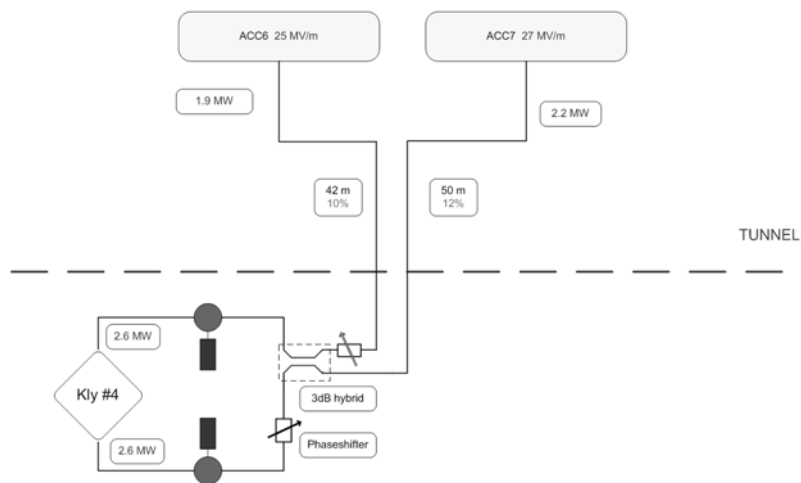 ACC6 25 MV/m
ACC7 27 MV/m
1.9 MW
2.2 MW
42 m
10%
50 m
12%
TUNNEL
2.6 MW
Kly #4
3dB hybrid
Phaseshifter
2.6 MW